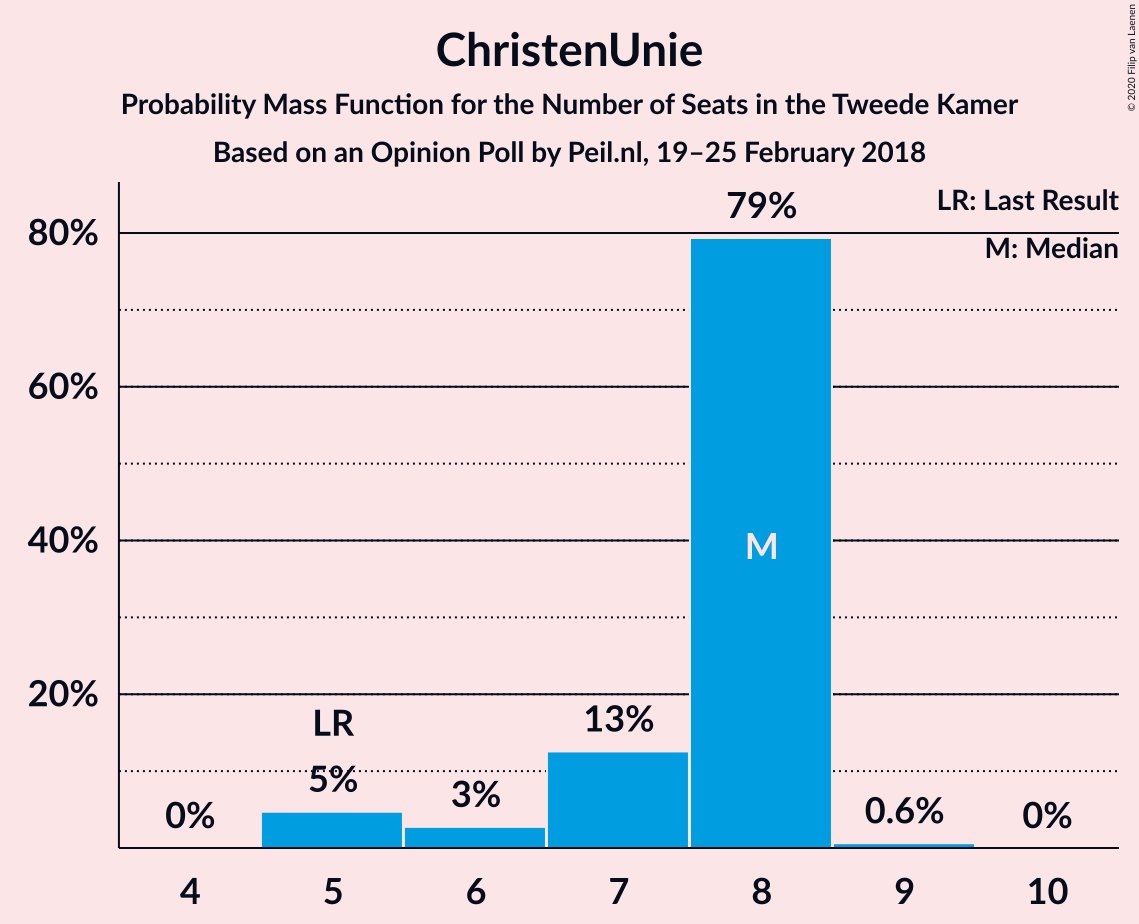 ChristenUnie
Probability Mass Function for the Number of Seats in the Tweede Kamer
Based on an Opinion Poll by Peil.nl, 19–25 February 2018
© 2020 Filip van Laenen
LR: Last Result
M: Median
80%
60%
40%
20%
0%
LR
5%
3%
13%
79%
M
0.6%
0%
4 5 6 7 8 9 10